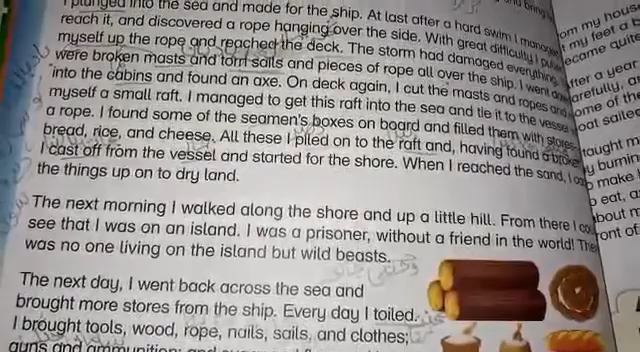 I plunged into the sea and made for the ship. At last after a hard swim I managed
reach it, and discovered a rope hanging over the side. With great difficulty I pulled
myself up the rope and reached the deck. The storm had damaged everything.
were broken masts and torn sails and pieces of rope all over the ship. I went down
into the cabins and found an axe. On deck again, I cut the masts and ropes and
myself a small raft. I managed to get this raft into the sea and tie it to the vessel
a rope. I found some of the seamen's boxes on board and filled them with stores
bread, rice, and cheese. All these I piled on to the raft and, having found a broken
I cast off from the vessel and started for the shore. When I reached the sand, I
the things up on to dry land.
The next morning I walked along the shore and up a little hill. From there I
see that I was on an island. I was a prisoner, without a friend in the world!
was no one living on the island but wild beasts.
The next day, I went back across the sea and
brought more stores from the ship. Every day I toiled.
I brought tools, wood, rope, nails, sails, and clothes;
guns and ammunition; and
om my hous
t my feet a b
ecame quite
fter a year
arefully, a
ome of the
oat sailed
taught m
y burnin
o make
o eat, a
bout m
ont of